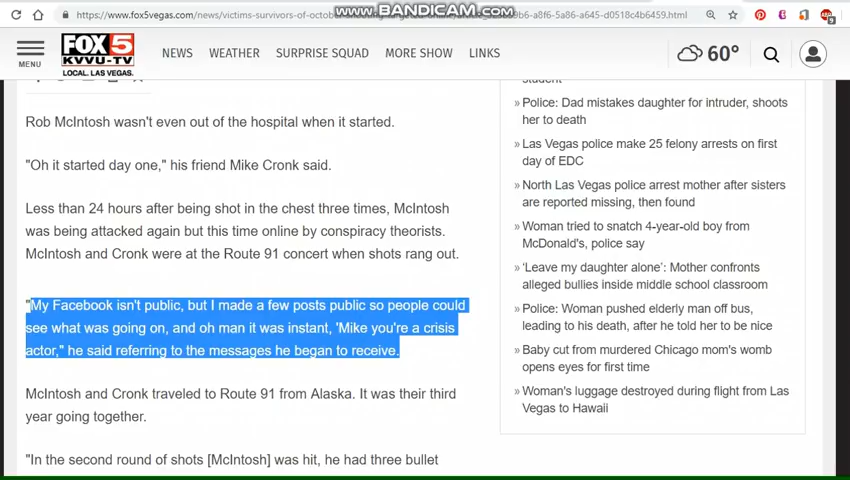 WWW.BANDICAM.COM
https://www.fox5vegas.com/news/victims-survivors-of-october
a8f6-5a86-a645-d0518c4b6459.html
MENU
FOX 5
KVVU-TV
LOCAL. LAS VEGAS.
NEWS WEATHER SURPRISE SQUAD MORE SHOW LINKS
60°
Rob McIntosh wasn't even out of the hospital when it started.
"Oh it started day one," his friend Mike Cronk said.
Less than 24 hours after being shot in the chest three times, McIntosh
was being attacked again but this time online by conspiracy theorists.
McIntosh and Cronk were at the Route 91 concert when shots rang out.
"My Facebook isn't public, but I made a few posts public so people could
see what was going on, and oh man it was instant, 'Mike you're a crisis
actor," he said referring to the messages he began to receive.
McIntosh and Cronk traveled to Route 91 from Alaska. It was their third
year going together.
"In the second round of shots [McIntosh] was hit, he had three bullet
student
» Police: Dad mistakes daughter for intruder, shoots
her to death
» Las Vegas police make 25 felony arrests on first
day of EDC
» North Las Vegas police arrest mother after sisters
are reported missing, then found
» Woman tried to snatch 4-year-old boy from
McDonald's, police say
» 'Leave my daughter alone': Mother confronts
alleged bullies inside middle school classroom
» Police: Woman pushed elderly man off bus,
leading to his death, after he told her to be nice
» Baby cut from murdered Chicago mom's womb
opens eyes for first time
» Woman's luggage destroyed during flight from Las
Vegas to Hawaii